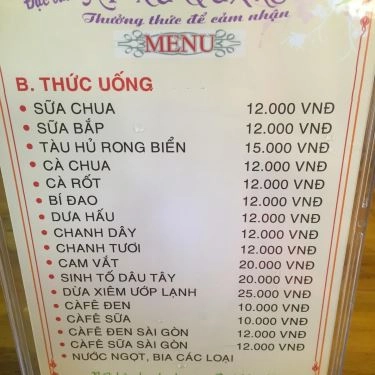 Thưởng thức để cảm nhận
MENU
B. THỨC UỐNG
• SỮA CHUA 12.000 VNĐ
• SỮA BẮP 12.000 VNĐ
• TÀU HỦ RONG BIỂN 15.000 VNĐ
• CÀ CHUA 12.000 VNĐ
• CÀ RỐT 12.000 VNĐ
• BÍ ĐAO 12.000 VNĐ
• DƯA HẤU 12.000 VNĐ
• CHANH DÂY 12.000 VNĐ
• CHANH TƯƠI 12.000 VNĐ
• CAM VẮT 20.000 VNĐ
• SINH TỐ DÂU TÂY 20.000 VNĐ
• DỪA XIÊM ƯỚP LẠNH 25.000 VNĐ
• CÀFÊ ĐEN 10.000 VNĐ
• CÀFÊ SỮA 10.000 VNĐ
• CÀFÊ ĐEN SÀI GÒN 12.000 VNĐ
• CÀFÊ SỮA SÀI GÒN 12.000 VNĐ
• NƯỚC NGỌT, BIA CÁC LOẠI